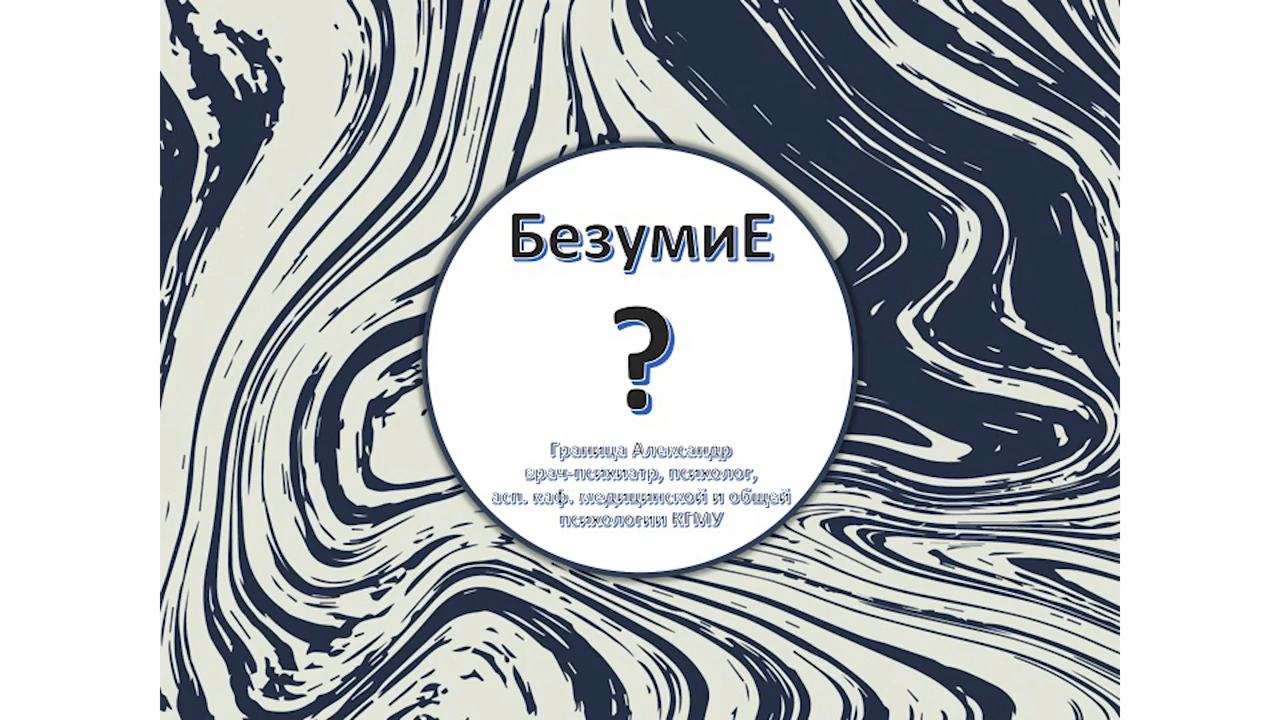 БезумиЕ
?
Граница Александр
врач-психиатр, психолог,
асп. каф. медицинской и общей
психологии КГМУ